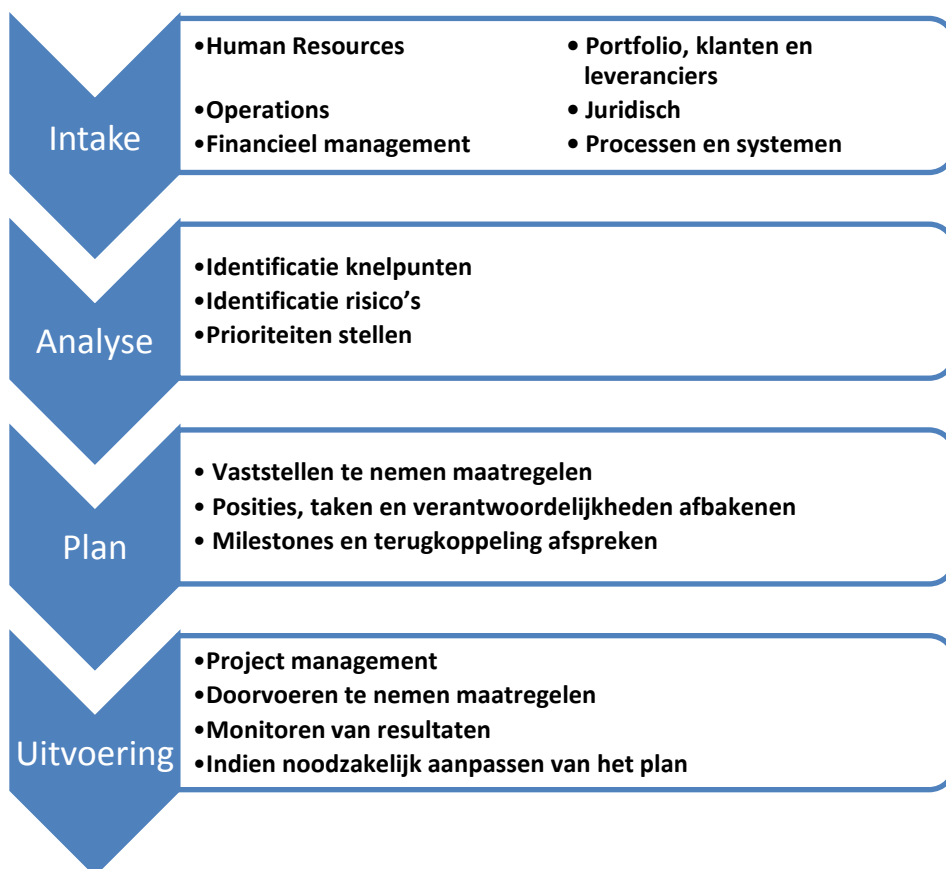 Intake
•Human Resources
• Portfolio, klanten en
leveranciers
•Operations
• Juridisch
•Financieel management
• Processen en systemen
Analyse
•Identificatie knelpunten
•Identificatie risico’s
•Prioriteiten stellen
Plan
• Vaststellen te nemen maatregelen
• Posities, taken en verantwoordelijkheden afbakenen
• Milestones en terugkoppeling afspreken
Uitvoering
•Project management
•Doorvoeren te nemen maatregelen
•Monitoren van resultaten
•Indien noodzakelijk aanpassen van het plan